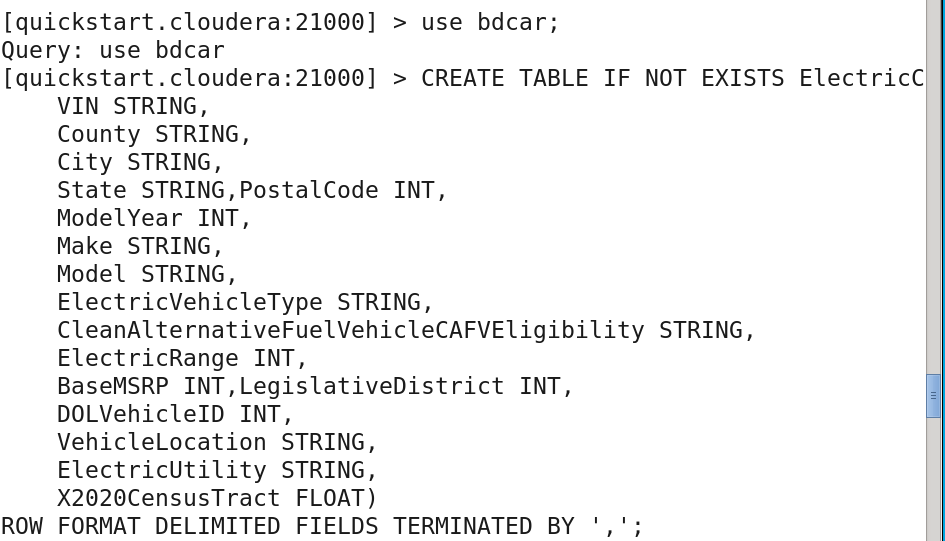 [quickstart.cloudera:21000] > use bdcar;
Query: use bdcar
[quickstart.cloudera:21000] > CREATE TABLE IF NOT EXISTS ElectricC
    VIN STRING,
    County STRING,
    City STRING,
    State STRING,PostalCode INT,
    ModelYear INT,
    Make STRING,
    Model STRING,
    ElectricVehicleType STRING,
    CleanAlternativeFuelVehicleCAFVEligibility STRING,
    ElectricRange INT,
    BaseMSRP INT,LegislativeDistrict INT,
    DOLVehicleID INT,
    VehicleLocation STRING,
    ElectricUtility STRING,
    X2020CensusTract FLOAT)
ROW FORMAT DELIMITED FIELDS TERMINATED BY ',';